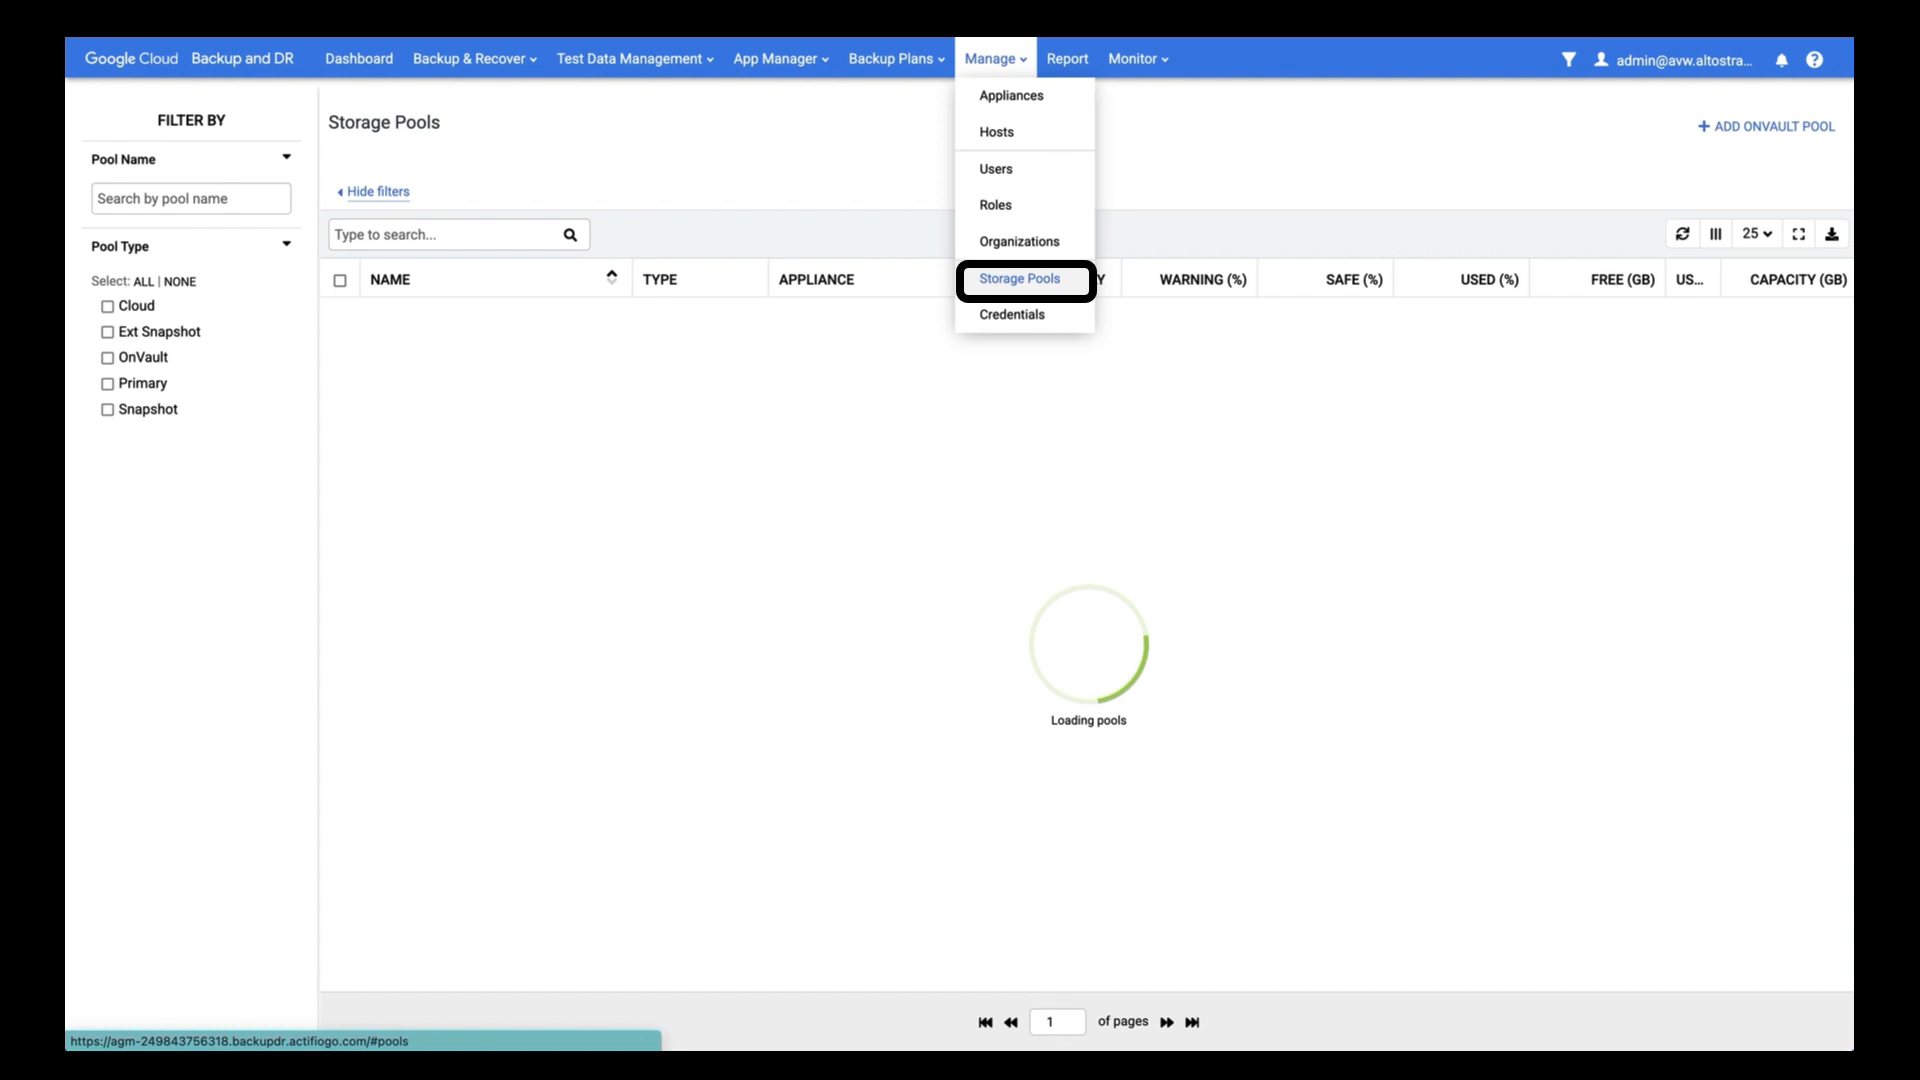 Google Cloud Backup and DR Dashboard Backup & Recover Test Data Management App Manager Backup Plans Manage Report Monitor admin@avw.altostra...
Appliances
Hosts
Users
Roles
Organizations
Storage Pools
Credentials
FILTER BY
Pool Name
Search by pool name
Pool Type
Select: ALL | NONE
Cloud
Ext Snapshot
OnVault
Primary
Snapshot
Storage Pools
+ ADD ONVAULT POOL
Hide filters
Type to search...
25
NAME TYPE APPLIANCE Y WARNING (%) SAFE (%) USED (%) FREE (GB) US... CAPACITY (GB)
Loading pools
1 of pages
https://agm-249843756318.backupdr.actifiogo.com/#pools